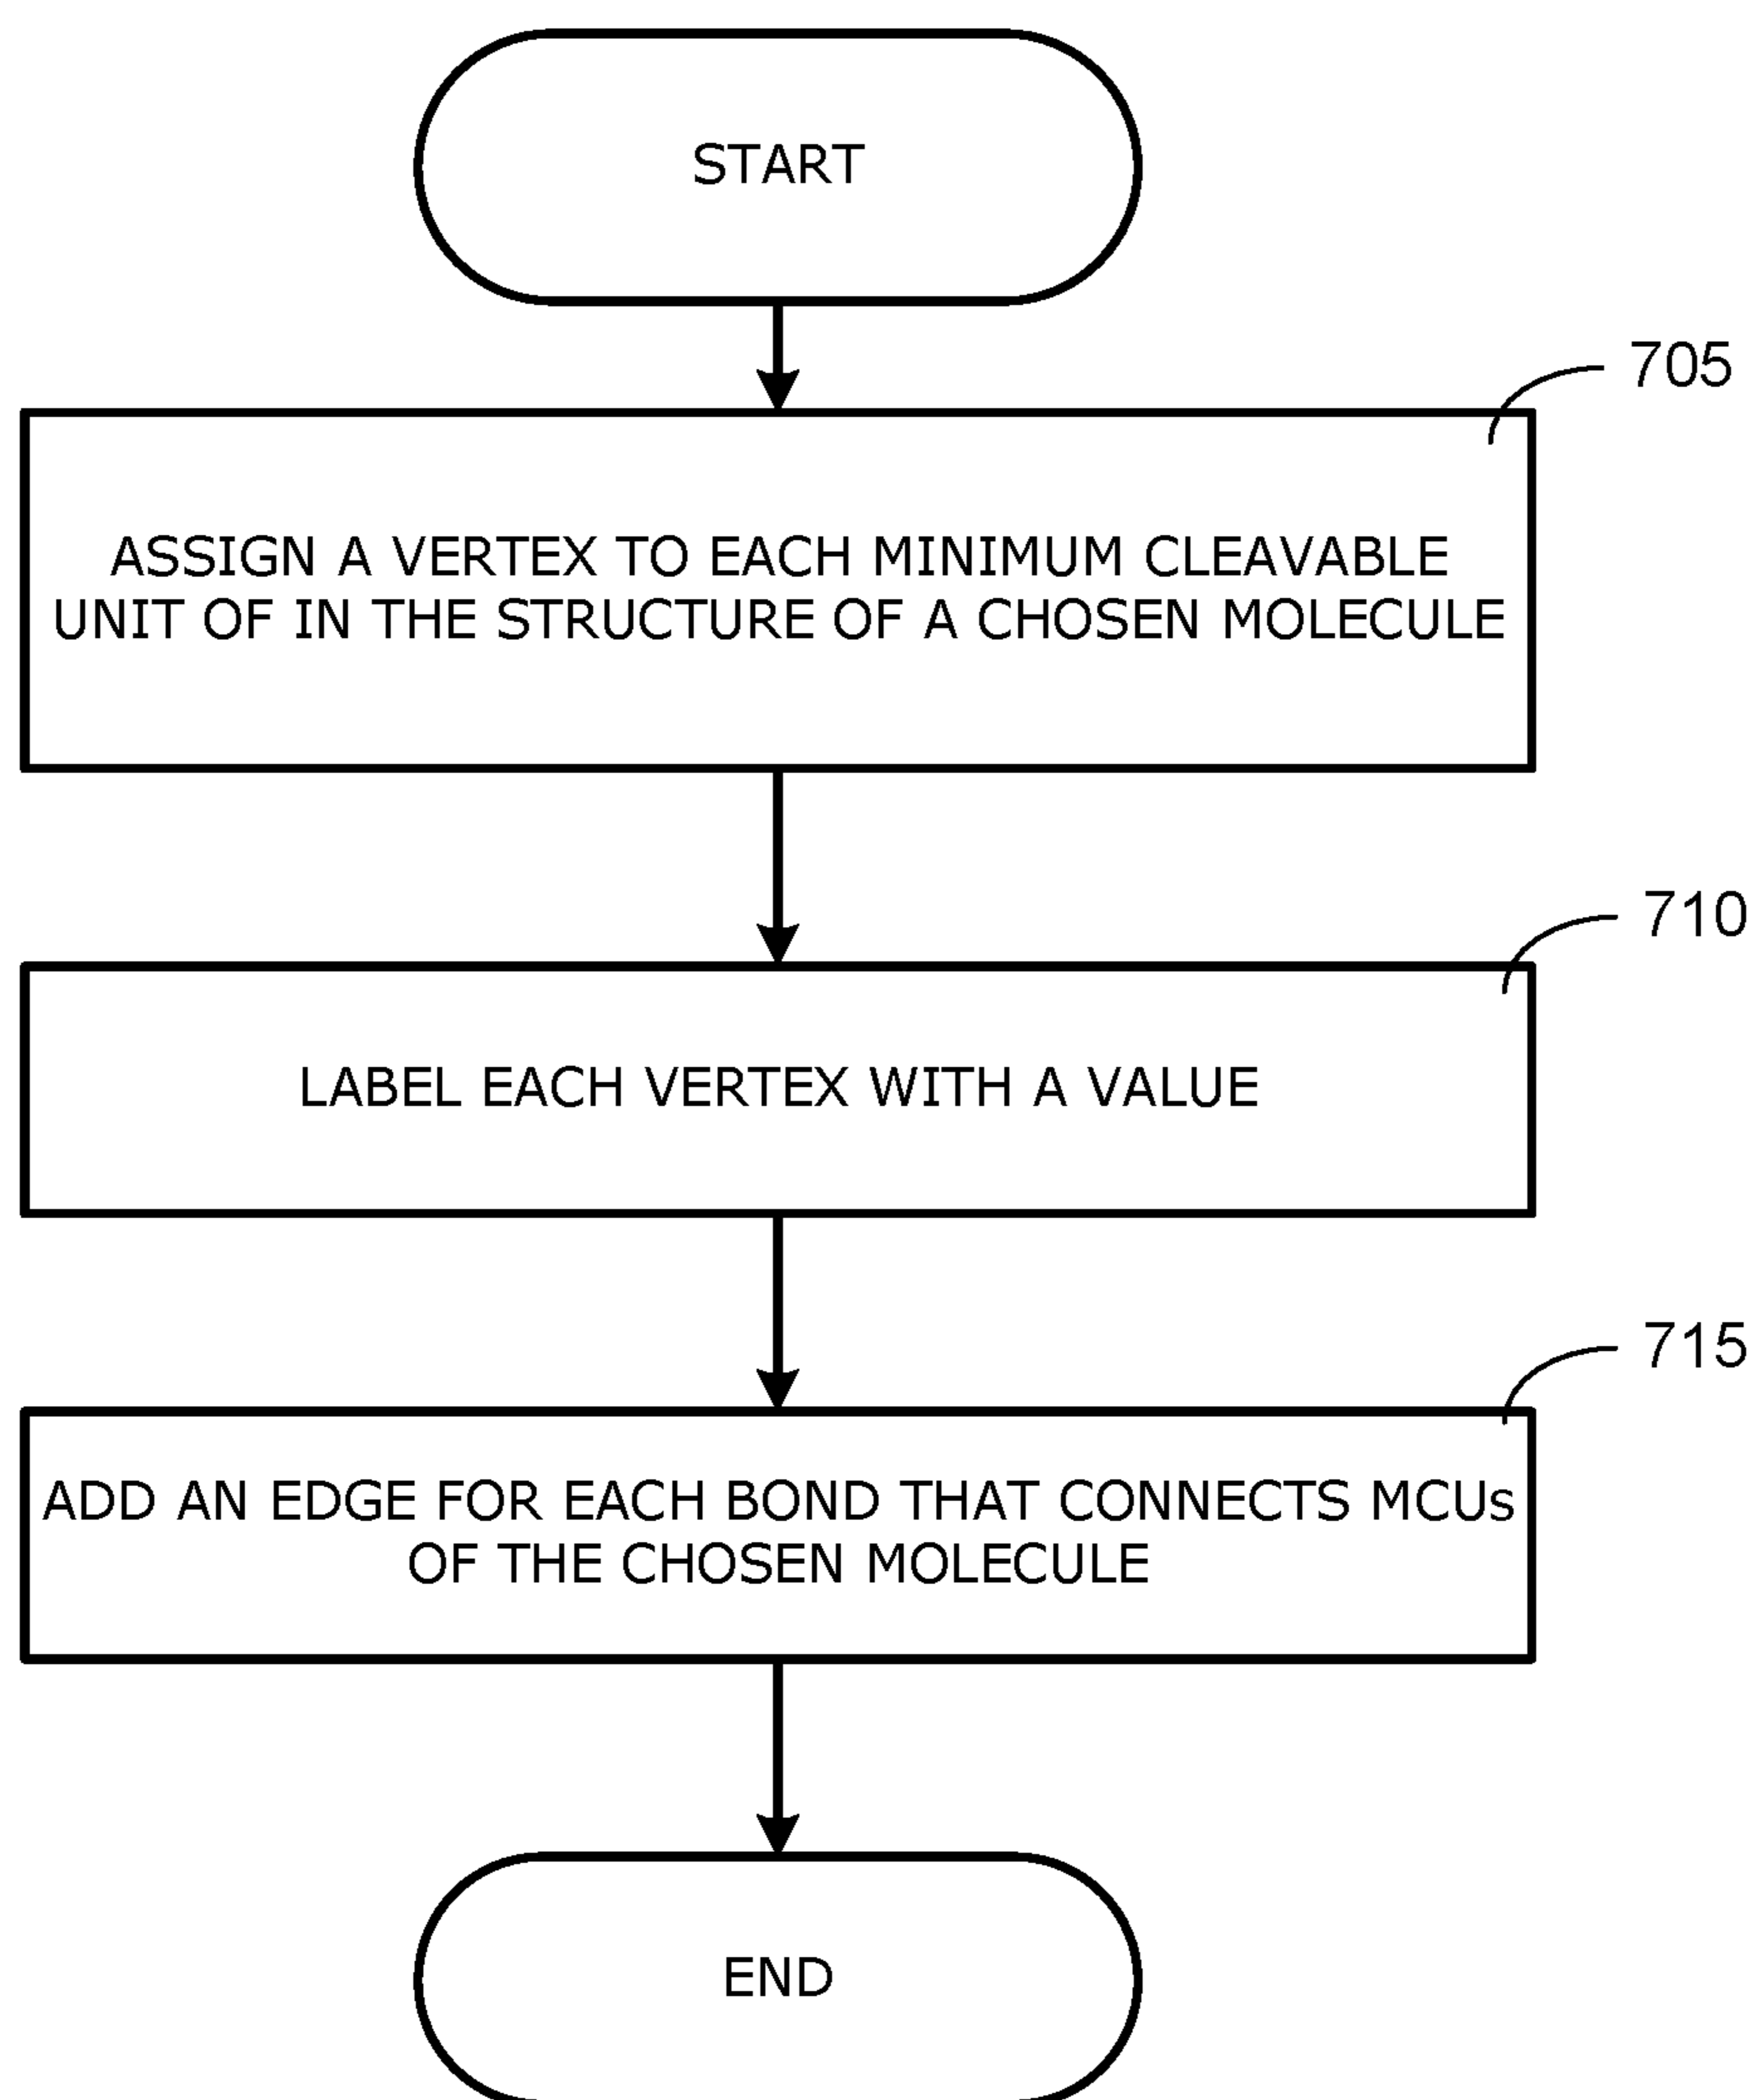 START
705
ASSIGN A VERTEX TO EACH MINIMUM CLEAVABLE
UNIT OF IN THE STRUCTURE OF A CHOSEN MOLECULE
710
LABEL EACH VERTEX WITH A VALUE
715
ADD AN EDGE FOR EACH BOND THAT CONNECTS MCUs
OF THE CHOSEN MOLECULE
END